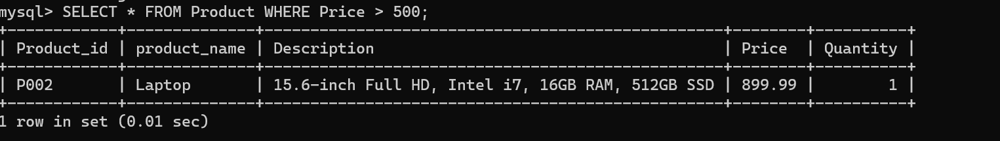 mysql> SELECT * FROM Product WHERE Price > 500;
+------------+--------------+---------------------------------------------------+--------+----------+
| Product_id | product_name | Description                                       | Price  | Quantity |
+------------+--------------+---------------------------------------------------+--------+----------+
| P002       | Laptop       | 15.6-inch Full HD, Intel i7, 16GB RAM, 512GB SSD | 899.99 |        1 |
+------------+--------------+---------------------------------------------------+--------+----------+
1 row in set (0.01 sec)